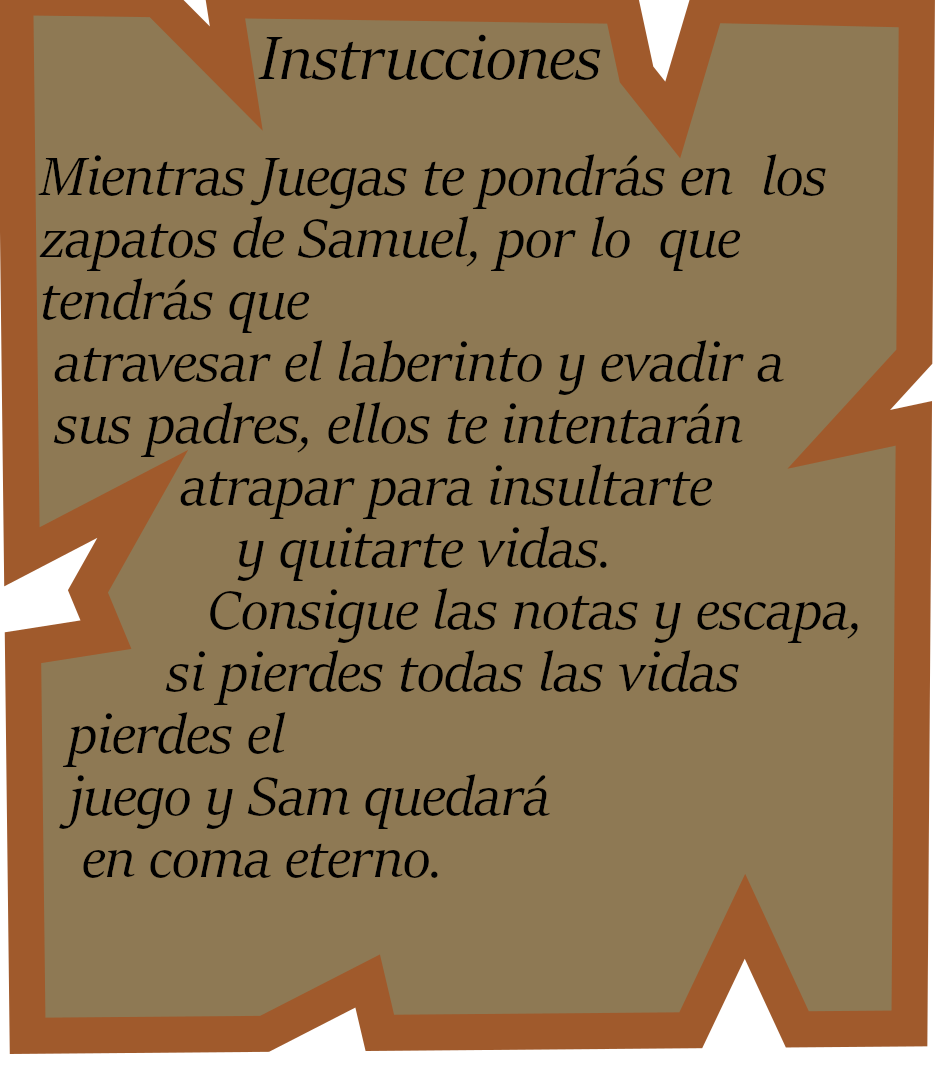 Instrucciones
Mientras Juegas te pondrás en los
zapatos de Samuel, por lo que
tendrás que
atravesar el laberinto y evadir a
sus padres, ellos te intentarán
atrapar para insultarte
y quitarte vidas.
Consigue las notas y escapa,
si pierdes todas las vidas
pierdes el
juego y Sam quedará
en coma eterno.